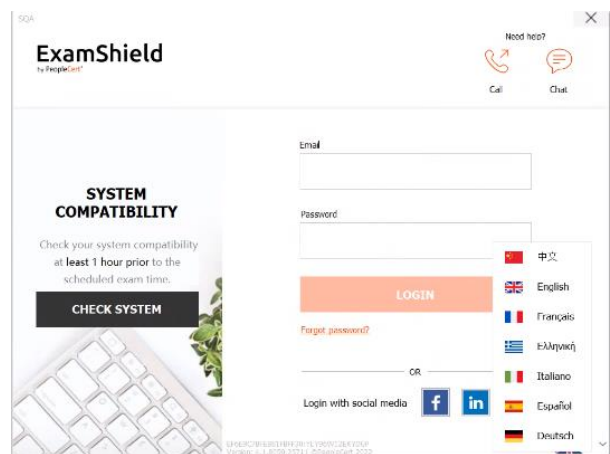 SQA
Need help?
ExamShield
by PeopleCert
Call
Chat
Email
SYSTEM
COMPATIBILITY
Password
Check your system compatibility
at least 1 hour prior to the
scheduled exam time.
中文
English
LOGIN
CHECK SYSTEM
Français
Forgot password?
Ελληνική
Italiano
OR
Login with social media
f
in
Español
Deutsch